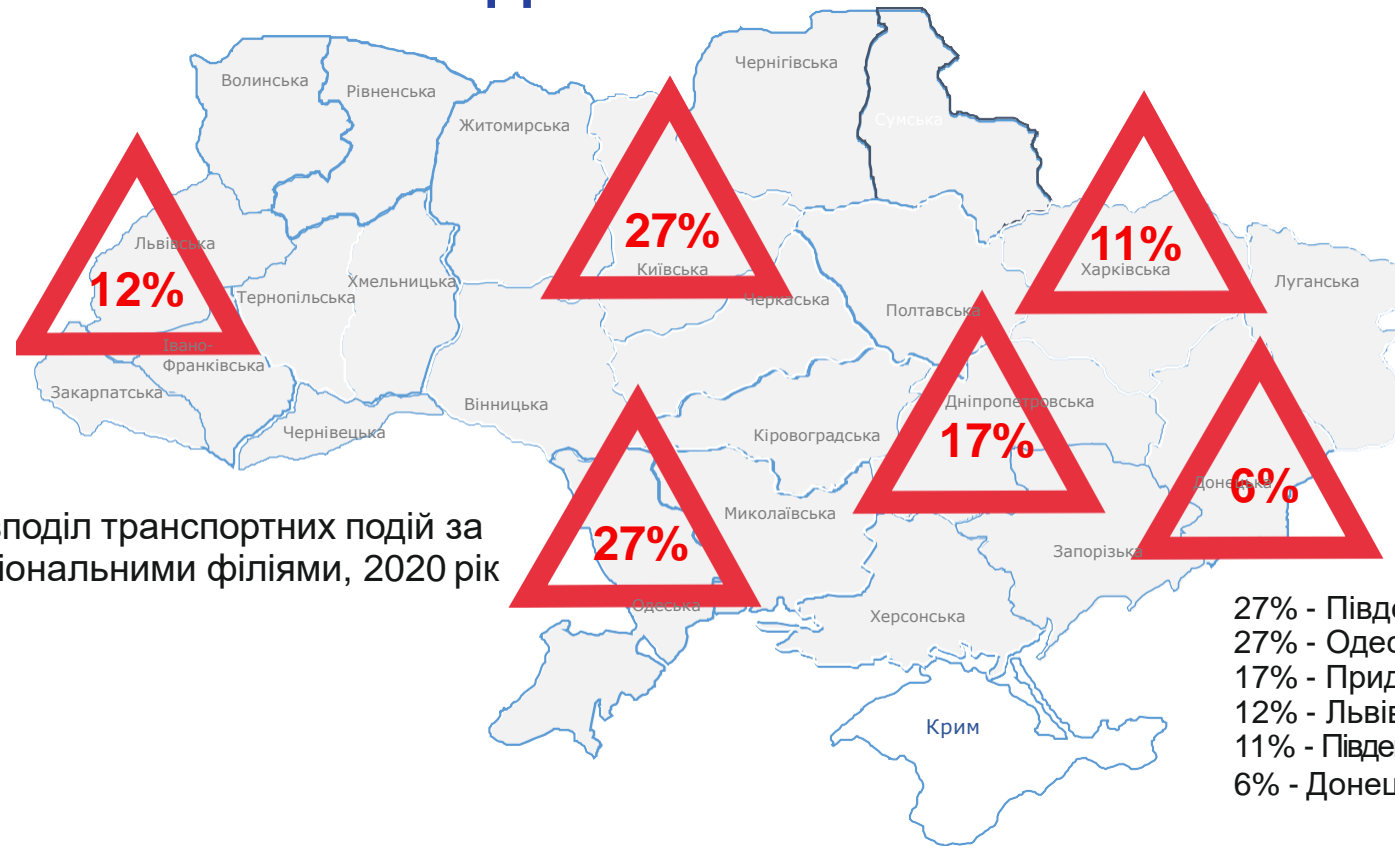 Чернігівська
Волинська
Рівненська
Сумська
Житомирська
27%
Львівська
11%
Київська
Харківська
12%
Хмельницька
Тернопільська
Луганська
Черкаська
Полтавська
Івано-
Франківська
Закарпатська
Вінницька
Дніпропетровська
Чернівецька
Кіровоградська
17%
Донецька
6%
Миколаївська
поділ транспортних подій за
27%
Запорізька
іональними філіями, 2020 рік
Одеська
Херсонська
27% - Півде
27% - Одес
17% - Прид
12% - Львів
11% - Півде
6% - Донец
Крим